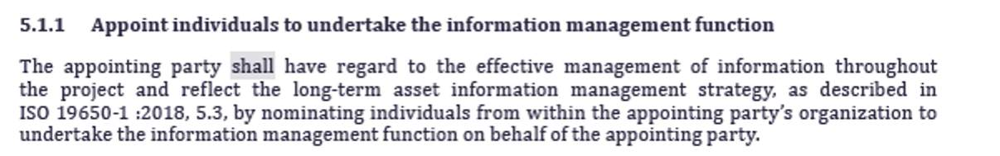 5.1.1 Appoint individuals to undertake the information management function
The appointing party shall have regard to the effective management of information throughout
the project and reflect the long-term asset information management strategy, as described in
ISO 19650-1 :2018, 5.3, by nominating individuals from within the appointing party’s organization to
undertake the information management function on behalf of the appointing party.